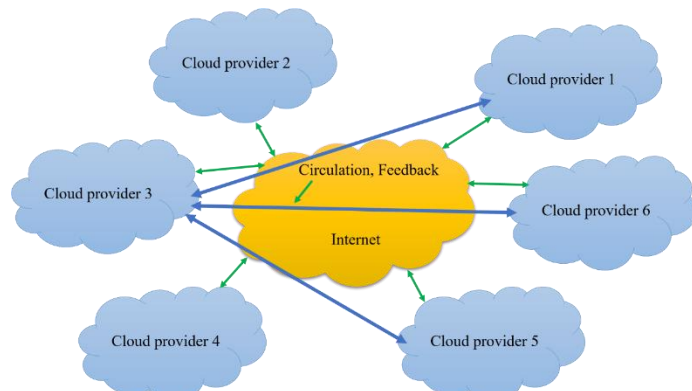 Cloud provider 2
Cloud provider 1
Circulation, Feedback
Cloud provider 3
Cloud provider 6
Internet
Cloud provider 4
Cloud provider 5